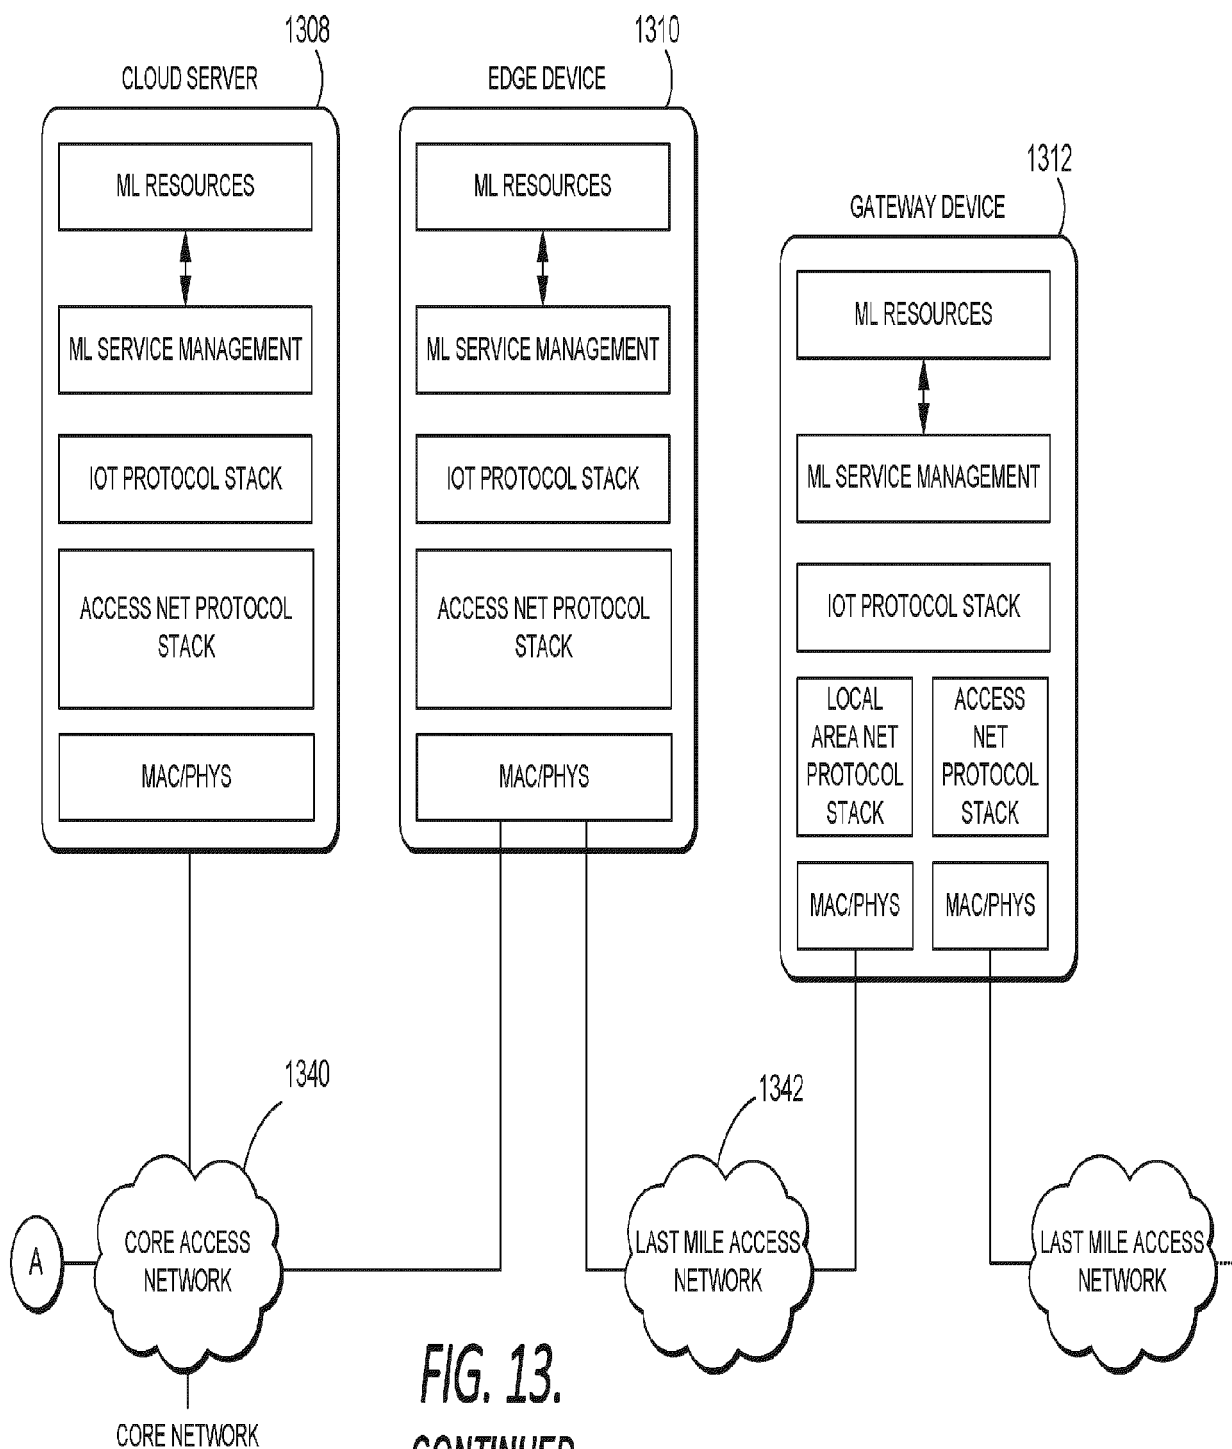 1308
CLOUD SERVER
ML RESOURCES
ML SERVICE MANAGEMENT
IOT PROTOCOL STACK
ACCESS NET PROTOCOL
STACK
MAC/PHYS
1310
EDGE DEVICE
ML RESOURCES
ML SERVICE MANAGEMENT
IOT PROTOCOL STACK
ACCESS NET PROTOCOL
STACK
MAC/PHYS
1312
GATEWAY DEVICE
ML RESOURCES
ML SERVICE MANAGEMENT
IOT PROTOCOL STACK
LOCAL
AREA NET
PROTOCOL
STACK
ACCESS
NET
PROTOCOL
STACK
MAC/PHYS
MAC/PHYS
1340
1342
A
CORE ACCESS
NETWORK
LAST MILE ACCESS
NETWORK
LAST MILE ACCESS
NETWORK
CORE NETWORK
FIG. 13.
CONTINUED